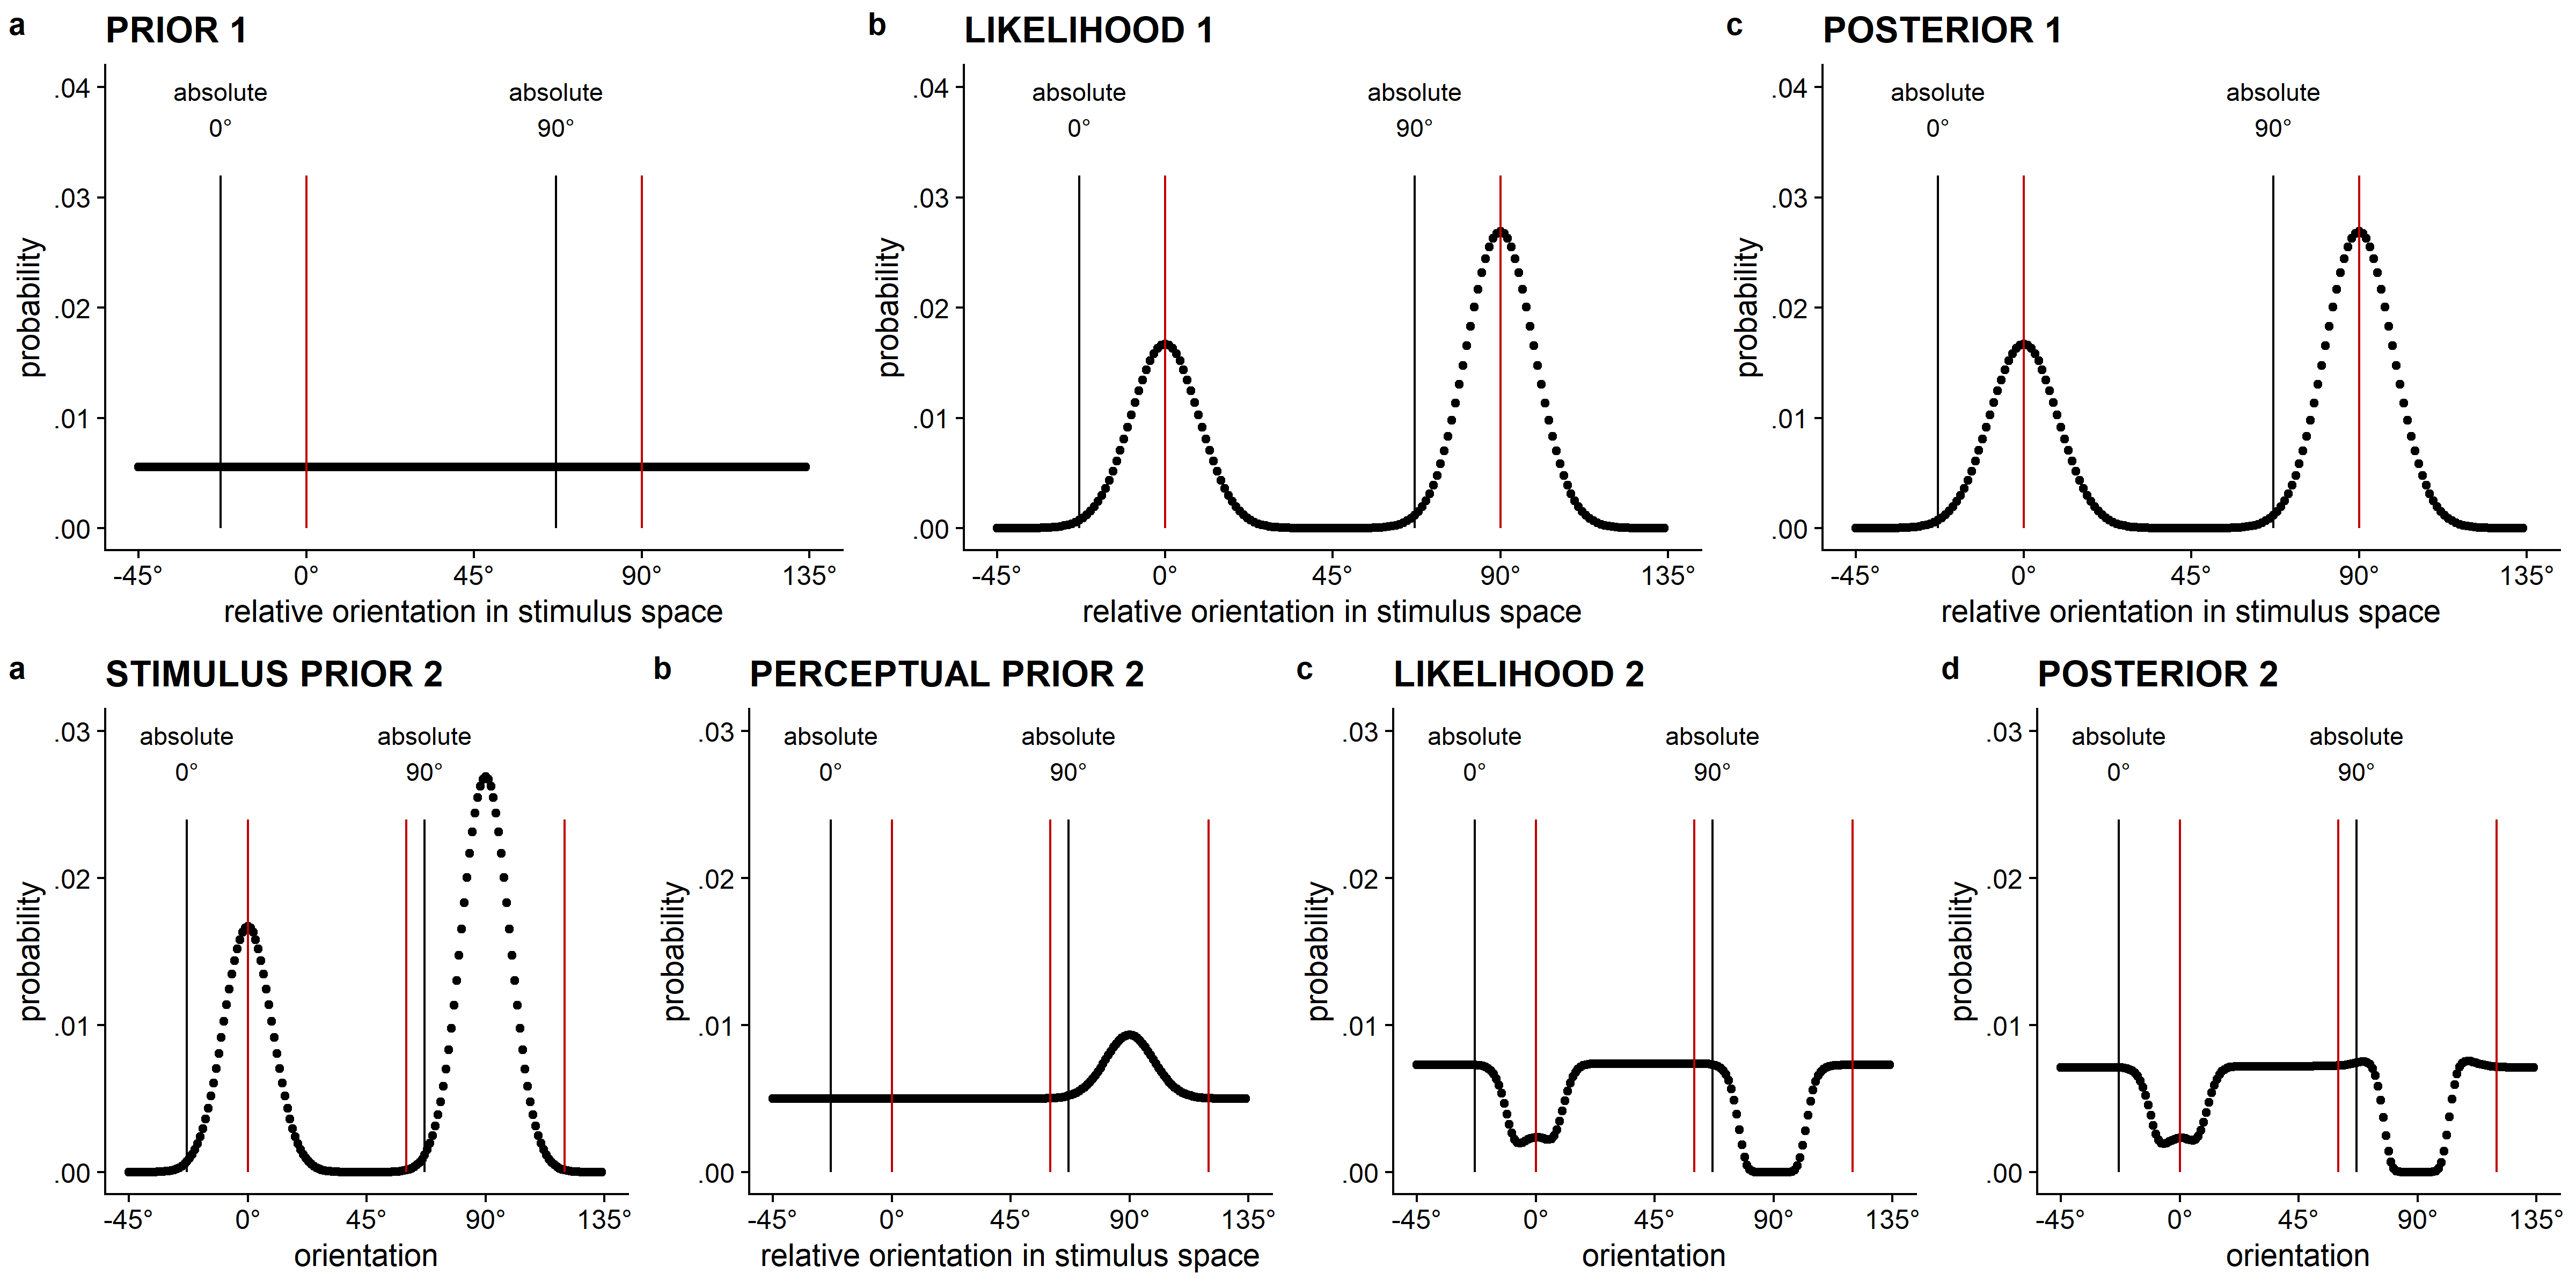 a PRIOR 1
.04
.03
.02
.01
.00
probability
absolute
0°
absolute
90°
-45° 0° 45° 90° 135°
relative orientation in stimulus space
b LIKELIHOOD 1
.04
.03
.02
.01
.00
probability
absolute
0°
absolute
90°
-45° 0° 45° 90° 135°
relative orientation in stimulus space
c POSTERIOR 1
.04
.03
.02
.01
.00
probability
absolute
0°
absolute
90°
-45° 0° 45° 90° 135°
relative orientation in stimulus space
a STIMULUS PRIOR 2
.03
.02
.01
.00
probability
absolute
0°
absolute
90°
-45° 0° 45° 90° 135°
orientation
b PERCEPTUAL PRIOR 2
.03
.02
.01
.00
probability
absolute
0°
absolute
90°
-45° 0° 45° 90° 135°
relative orientation in stimulus space
c LIKELIHOOD 2
.03
.02
.01
.00
probability
absolute
0°
absolute
90°
-45° 0° 45° 90° 135°
orientation
d POSTERIOR 2
.03
.02
.01
.00
probability
absolute
0°
absolute
90°
-45° 0° 45° 90° 135°
orientation